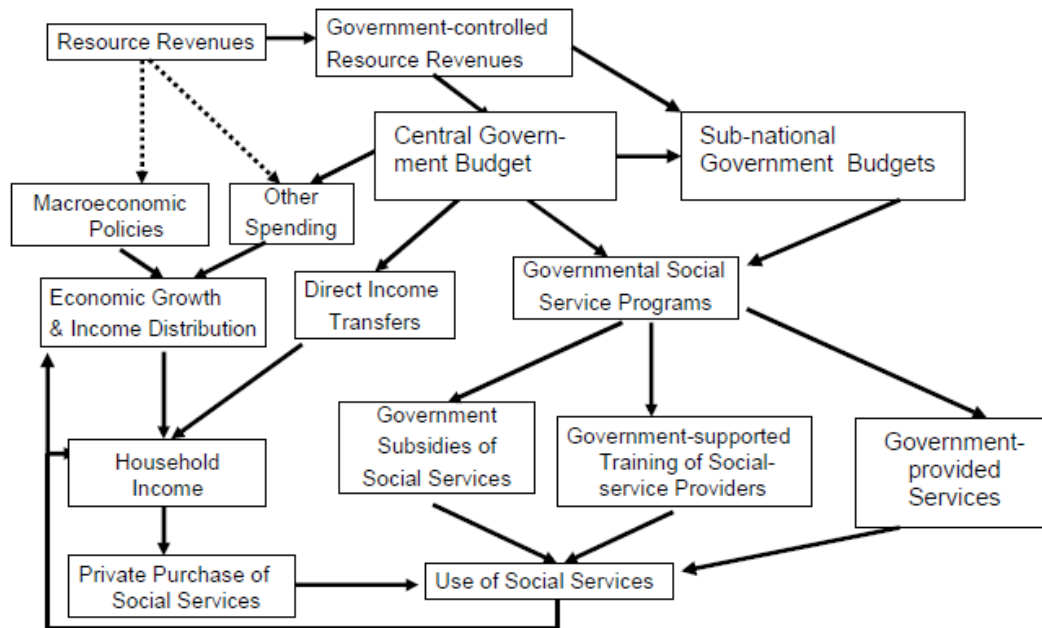 Resource Revenues
Government-controlled
Resource Revenues
Central Govern-
ment Budget
Sub-national
Government Budgets
Macroeconomic
Policies
Other
Spending
Economic Growth
& Income Distribution
Direct Income
Transfers
Governmental Social
Service Programs
Household
Income
Government
Subsidies of
Social Services
Government-supported
Training of Social-
service Providers
Government-
provided
Services
Private Purchase of
Social Services
Use of Social Services